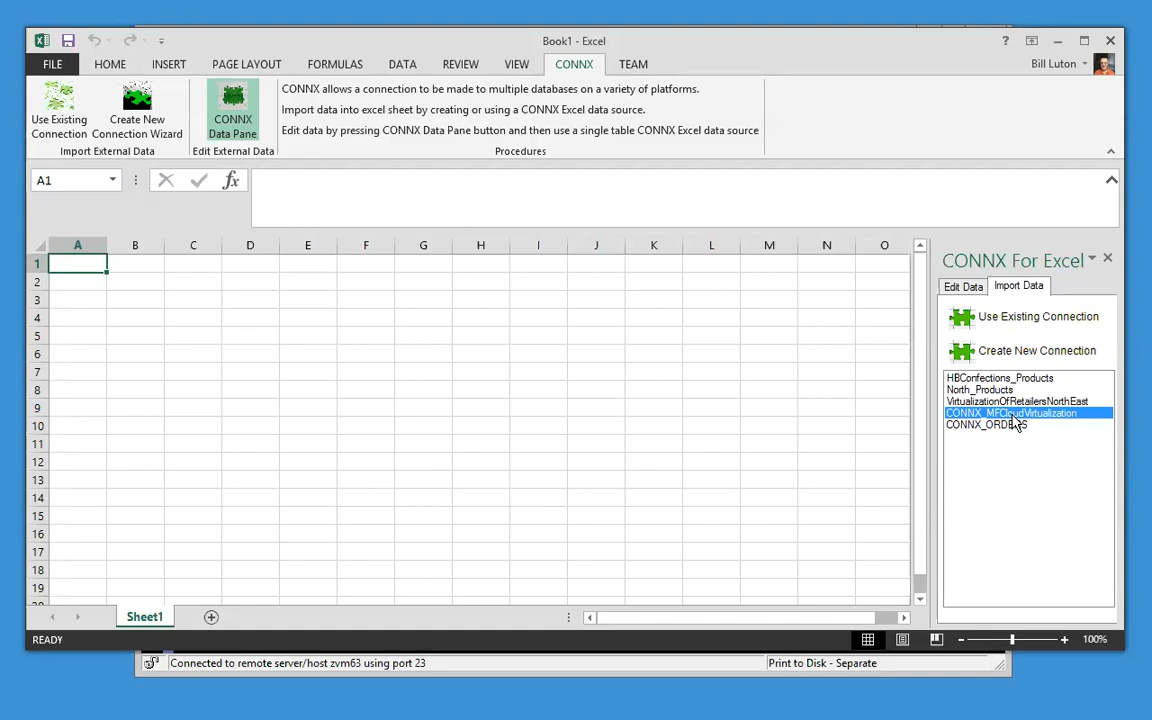 Book1 - Excel
?
FILE HOME INSERT PAGE LAYOUT FORMULAS DATA REVIEW VIEW CONNX TEAM Bill Luton
Use Existing Connection
Create New Connection Wizard
Import External Data
CONNX Data Pane
Edit External Data
CONNX allows a connection to be made to multiple databases on a variety of platforms.
Import data into excel sheet by creating or using a CONNX Excel data source.
Edit data by pressing CONNX Data Pane button and then use a single table CONNX Excel data source
Procedures
A1 fx
A B C D E F G H I J K L M N O
1
2
3
4
5
6
7
8
9
10
11
12
13
14
15
16
17
18
19
CONNX For Excel
Edit Data Import Data
Use Existing Connection
Create New Connection
HBConfections_Products
North_Products
VirtualizationOfRetailersNorthEast
CONNX_MFCloudVirtualization
CONNX_ORDERS
Sheet1
READY 100%
Connected to remote server/host zvm63 using port 23 Print to Disk - Separate